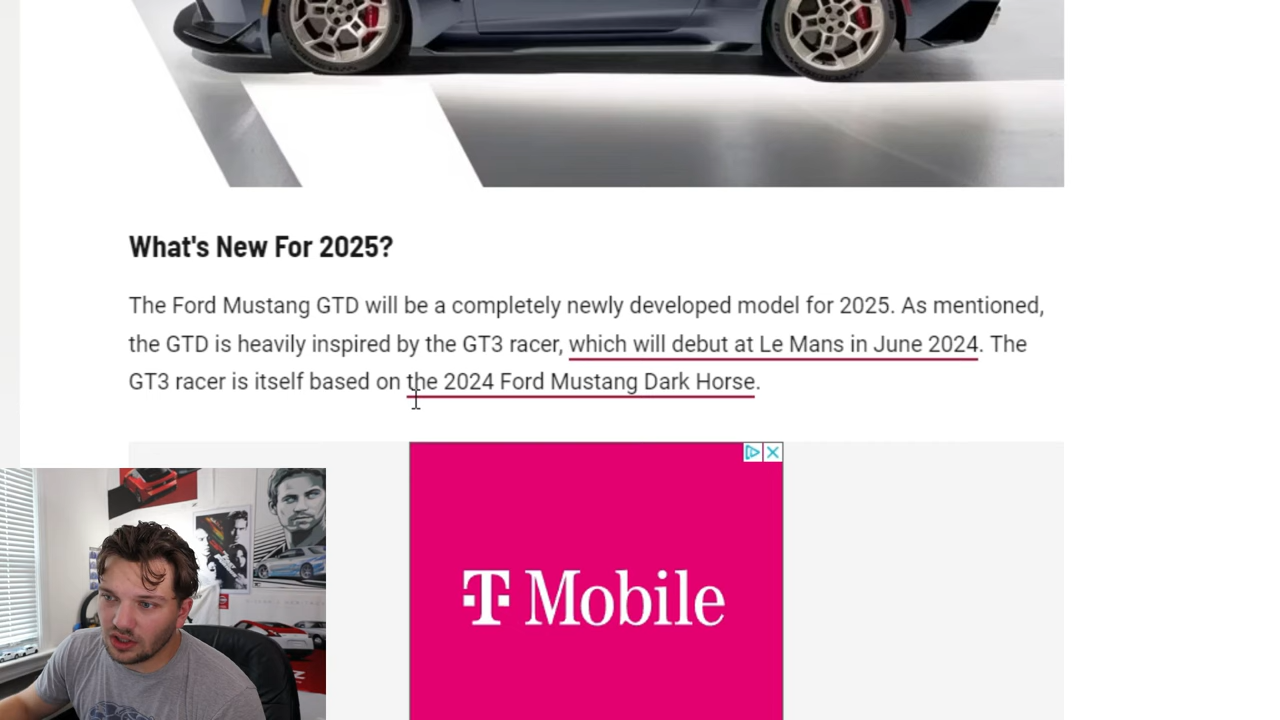 What's New For 2025?
The Ford Mustang GTD will be a completely newly developed model for 2025. As mentioned,
the GTD is heavily inspired by the GT3 racer, which will debut at Le Mans in June 2024. The
GT3 racer is itself based on the 2024 Ford Mustang Dark Horse.
T Mobile